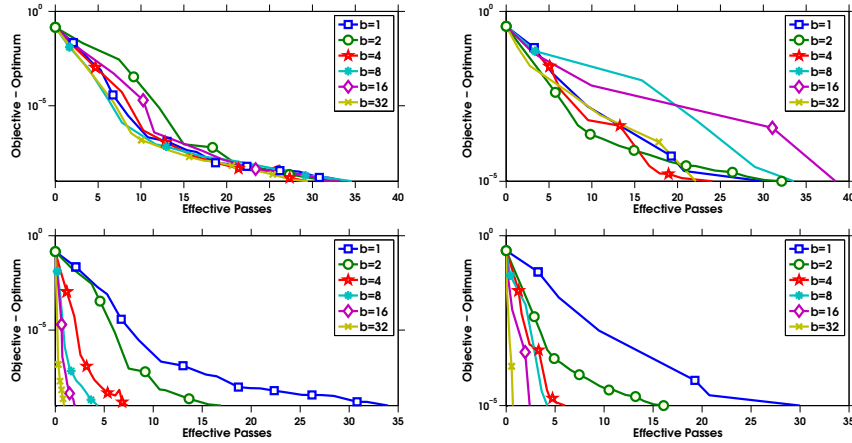 10^0
10^-5
0 5 10 15 20 25 30 35 40
Effective Passes
Objective – Optimum
b=1
b=2
b=4
b=8
b=16
b=32
10^0
10^-5
0 5 10 15 20 25 30 35 40
Effective Passes
Objective – Optimum
b=1
b=2
b=4
b=8
b=16
b=32
10^0
10^-5
0 5 10 15 20 25 30 35
Effective Passes
Objective – Optimum
b=1
b=2
b=4
b=8
b=16
b=32
10^0
10^-5
0 5 10 15 20 25 30 35
Effective Passes
Objective – Optimum
b=1
b=2
b=4
b=8
b=16
b=32